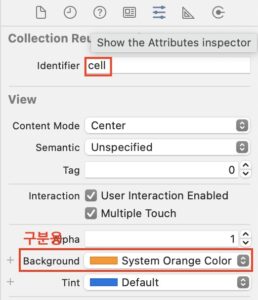 Collection Reu
Show the Attributes inspector
Identifier cell
View
Content Mode Center
Semantic Unspecified
Tag 0
Interaction User Interaction Enabled
Multiple Touch
구분용
Alpha 1
+ Background System Orange Color
+ Tint Default